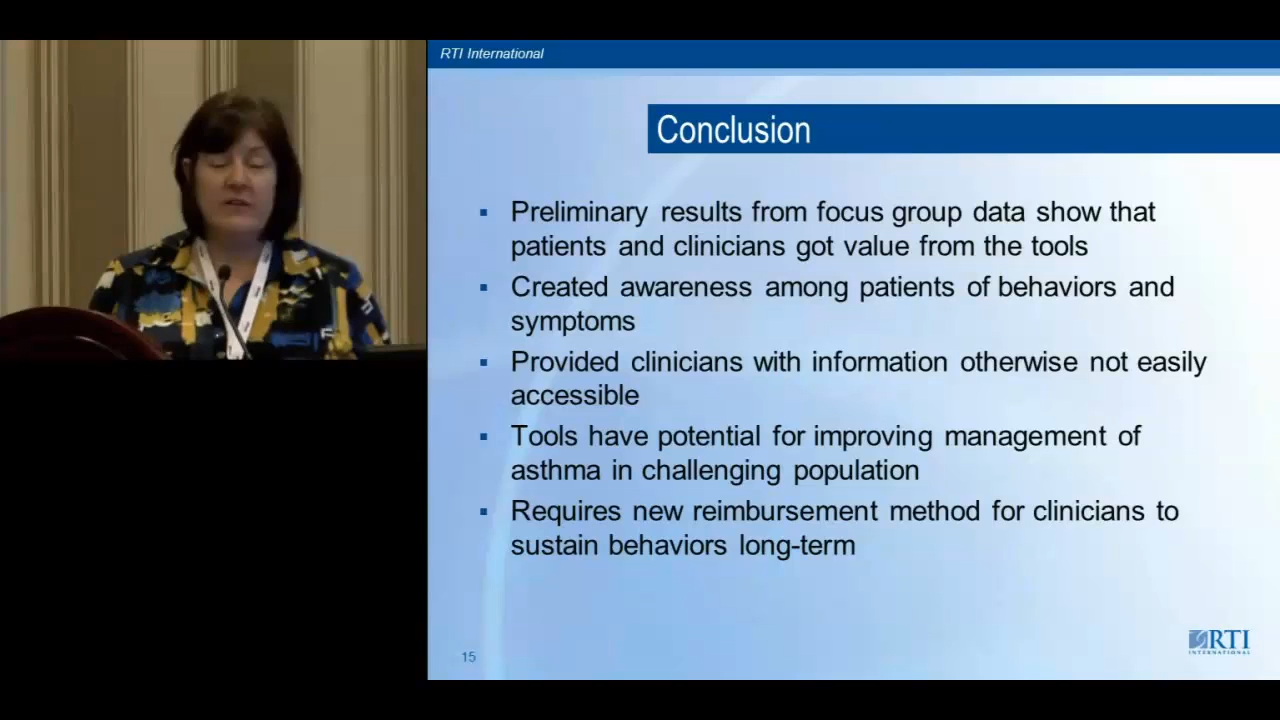 RTI International
Conclusion
Preliminary results from focus group data show that
patients and clinicians got value from the tools
Created awareness among patients of behaviors and
symptoms
Provided clinicians with information otherwise not easily
accessible
Tools have potential for improving management of
asthma in challenging population
Requires new reimbursement method for clinicians to
sustain behaviors long-term
15
RTI
INTERNATIONAL